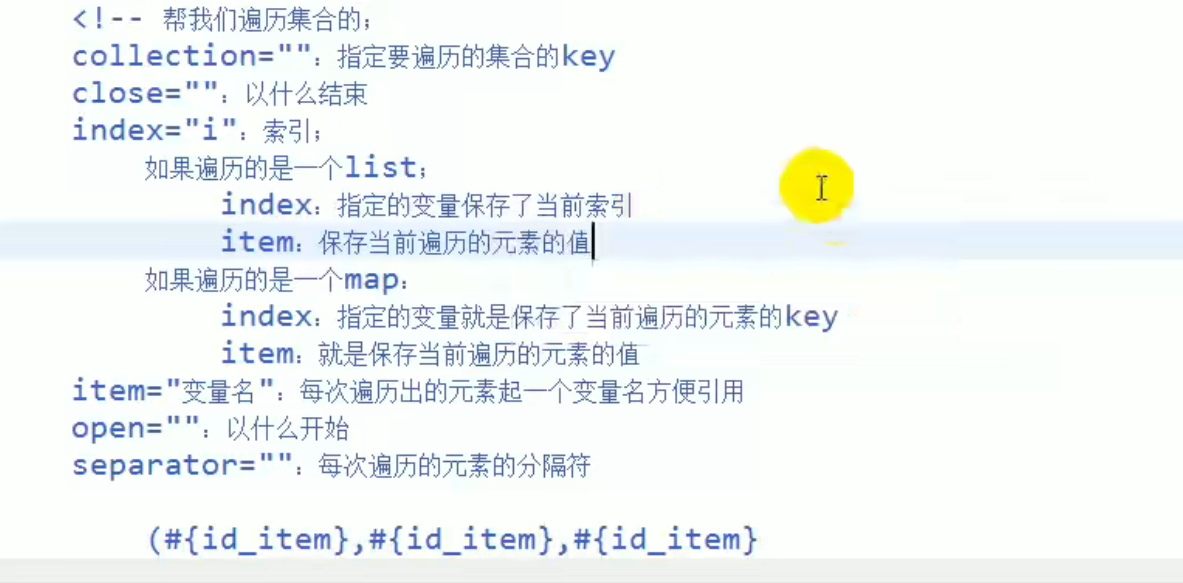 <!-- 帮我们遍历集合的;
collection="": 指定要遍历的集合的key
close="": 以什么结束
index="i": 索引;
如果遍历的是一个list;
index: 指定的变量保存了当前索引
item: 保存当前遍历的元素的值
如果遍历的是一个map:
index: 指定的变量就是保存了当前遍历的元素的key
item: 就是保存当前遍历的元素的值
item="变量名": 每次遍历出的元素起一个变量名方便引用
open="": 以什么开始
separator="": 每次遍历的元素的分隔符
(#{id_item},#{id_item},#{id_item}